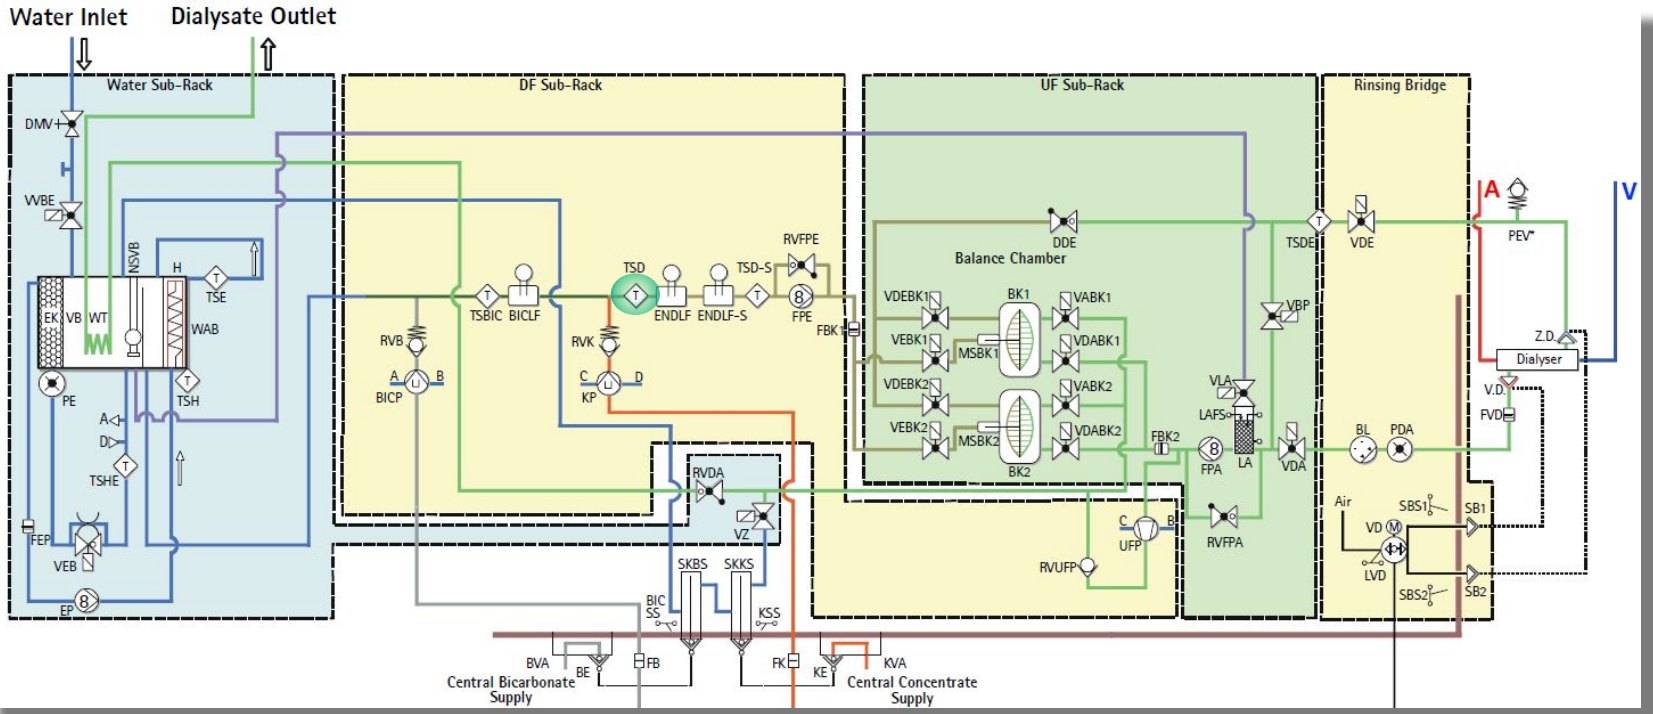 Water Inlet
Dialysate Outlet
Water Sub-Rack
DF Sub-Rack
UF Sub-Rack
Rinsing Bridge
DMV
VVBE
NSVB
H
TSE
EK
VB
WT
WAB
PE
TSH
A
D
TSHE
T
FEP
VEB
EP
8
T
T
TSBIC
T
BICLF
TSD
T
ENDLF
ENDLF-S
TSD-S
T
RVFPE
8
FPE
RVB
A
B
BICP
RVK
C
D
KP
FBK1
RVDA
VZ
SKBS
SKKS
BIC
SS
KSS
BVA
BE
FB
FK
KE
KVA
Central Bicarbonate
Supply
Central Concentrate
Supply
DDE
Balance Chamber
VDEBK1
BK1
VABK1
VEBK1
MSBK1
VDABK1
VDEBK2
VABK2
VEBK2
MSBK2
VDABK2
BK2
FBK2
8
FPA
VLA
LAFS
LA
VDA
VBP
TSDE
T
VDE
RVFPA
C
B
UFP
RVUFP
A
V
PEV*
Z.D.
Dialyser
V.D.
FVD
BL
PDA
Air
SBS1
SB1
VD
M
LVD
SBS2
SB2